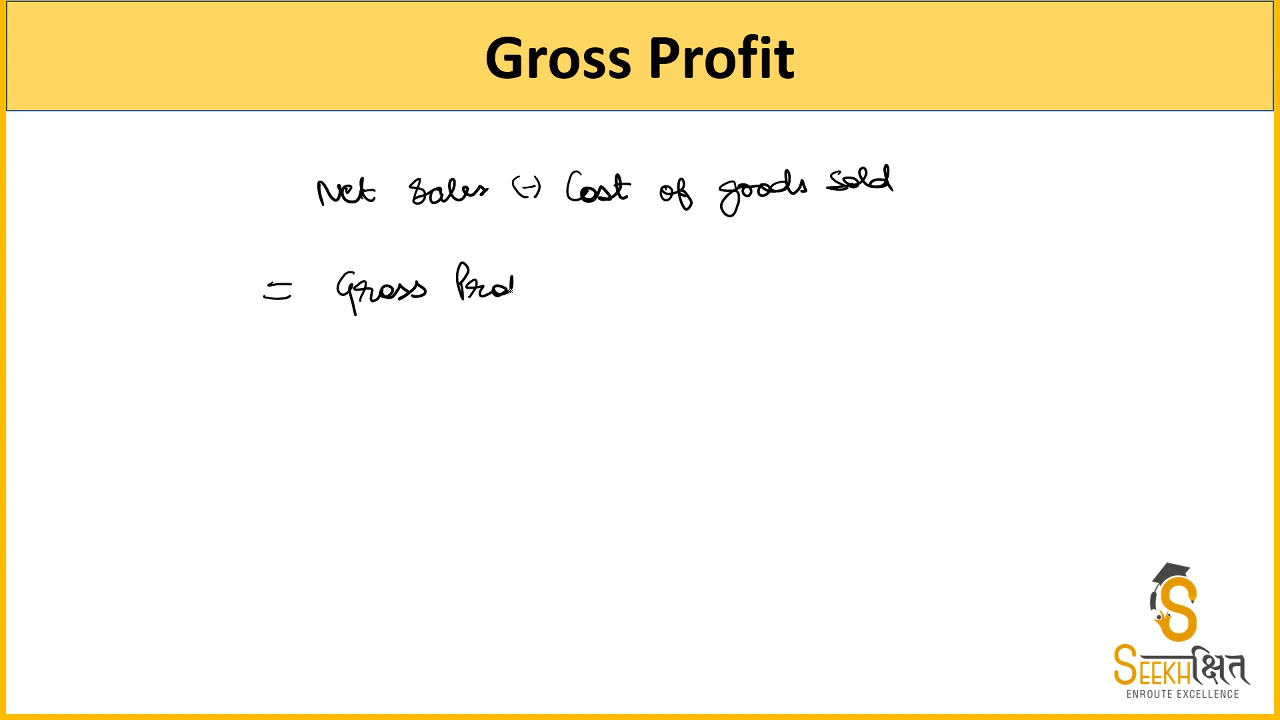 Gross Profit
Net Sales (-) Cost of goods sold
= Gross Pro
SEEKHक्षित
ENROUTE EXCELLENCE